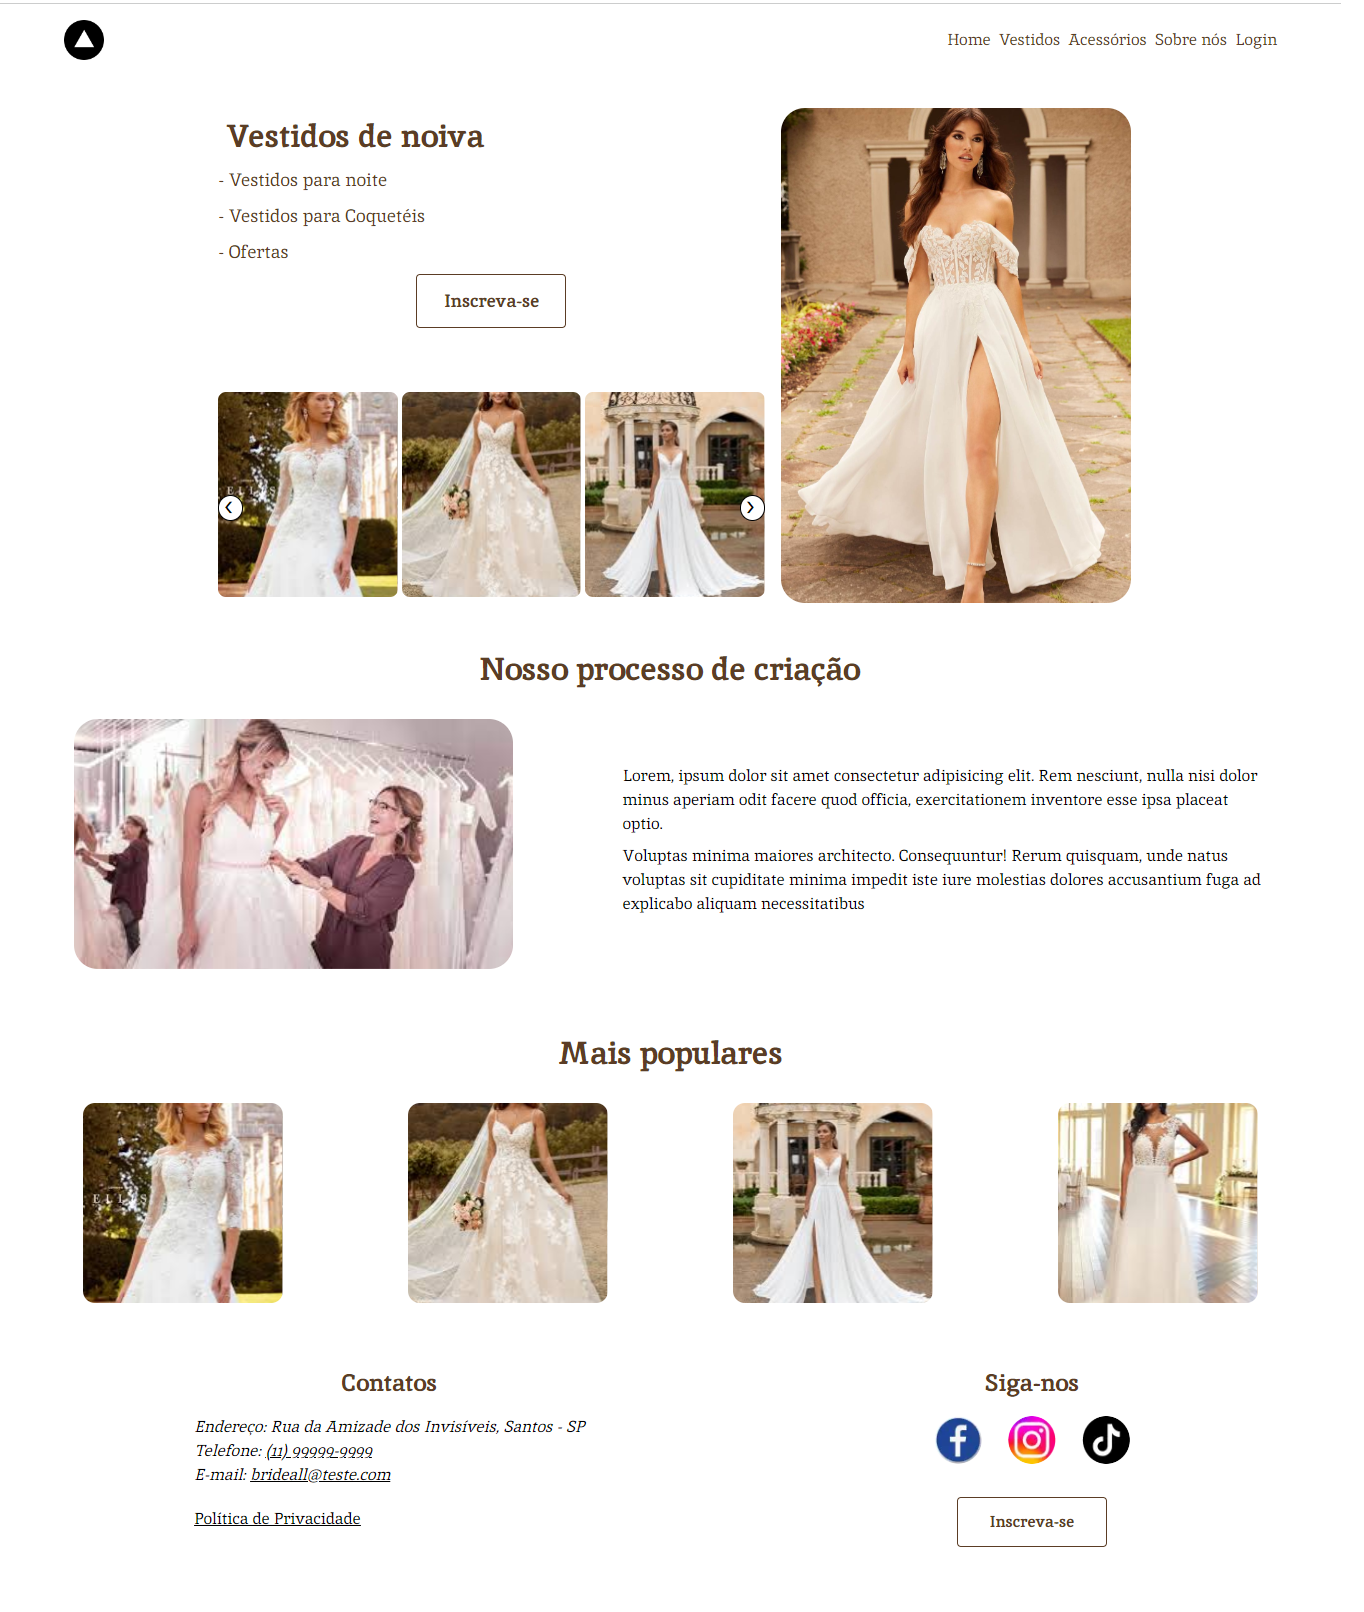 Home Vestidos Acessórios Sobre nós Login
Vestidos de noiva
- Vestidos para noite
- Vestidos para Coquetéis
- Ofertas
Inscreva-se
Nosso processo de criação
Lorem, ipsum dolor sit amet consectetur adipisicing elit. Rem nesciunt, nulla nisi dolor
minus aperiam odit facere quod officia, exercitationem inventore esse ipsa placeat
optio.
Voluptas minima maiores architecto. Consequuntur! Rerum quisquam, unde natus
voluptas sit cupiditate minima impedit iste iure molestias dolores accusantium fuga ad
explicabo aliquam necessitatibus
Mais populares
Contatos
Endereço: Rua da Amizade dos Invisíveis, Santos - SP
Telefone: (11) 99999-9999
E-mail: brideall@teste.com
Política de Privacidade
Siga-nos
Inscreva-se